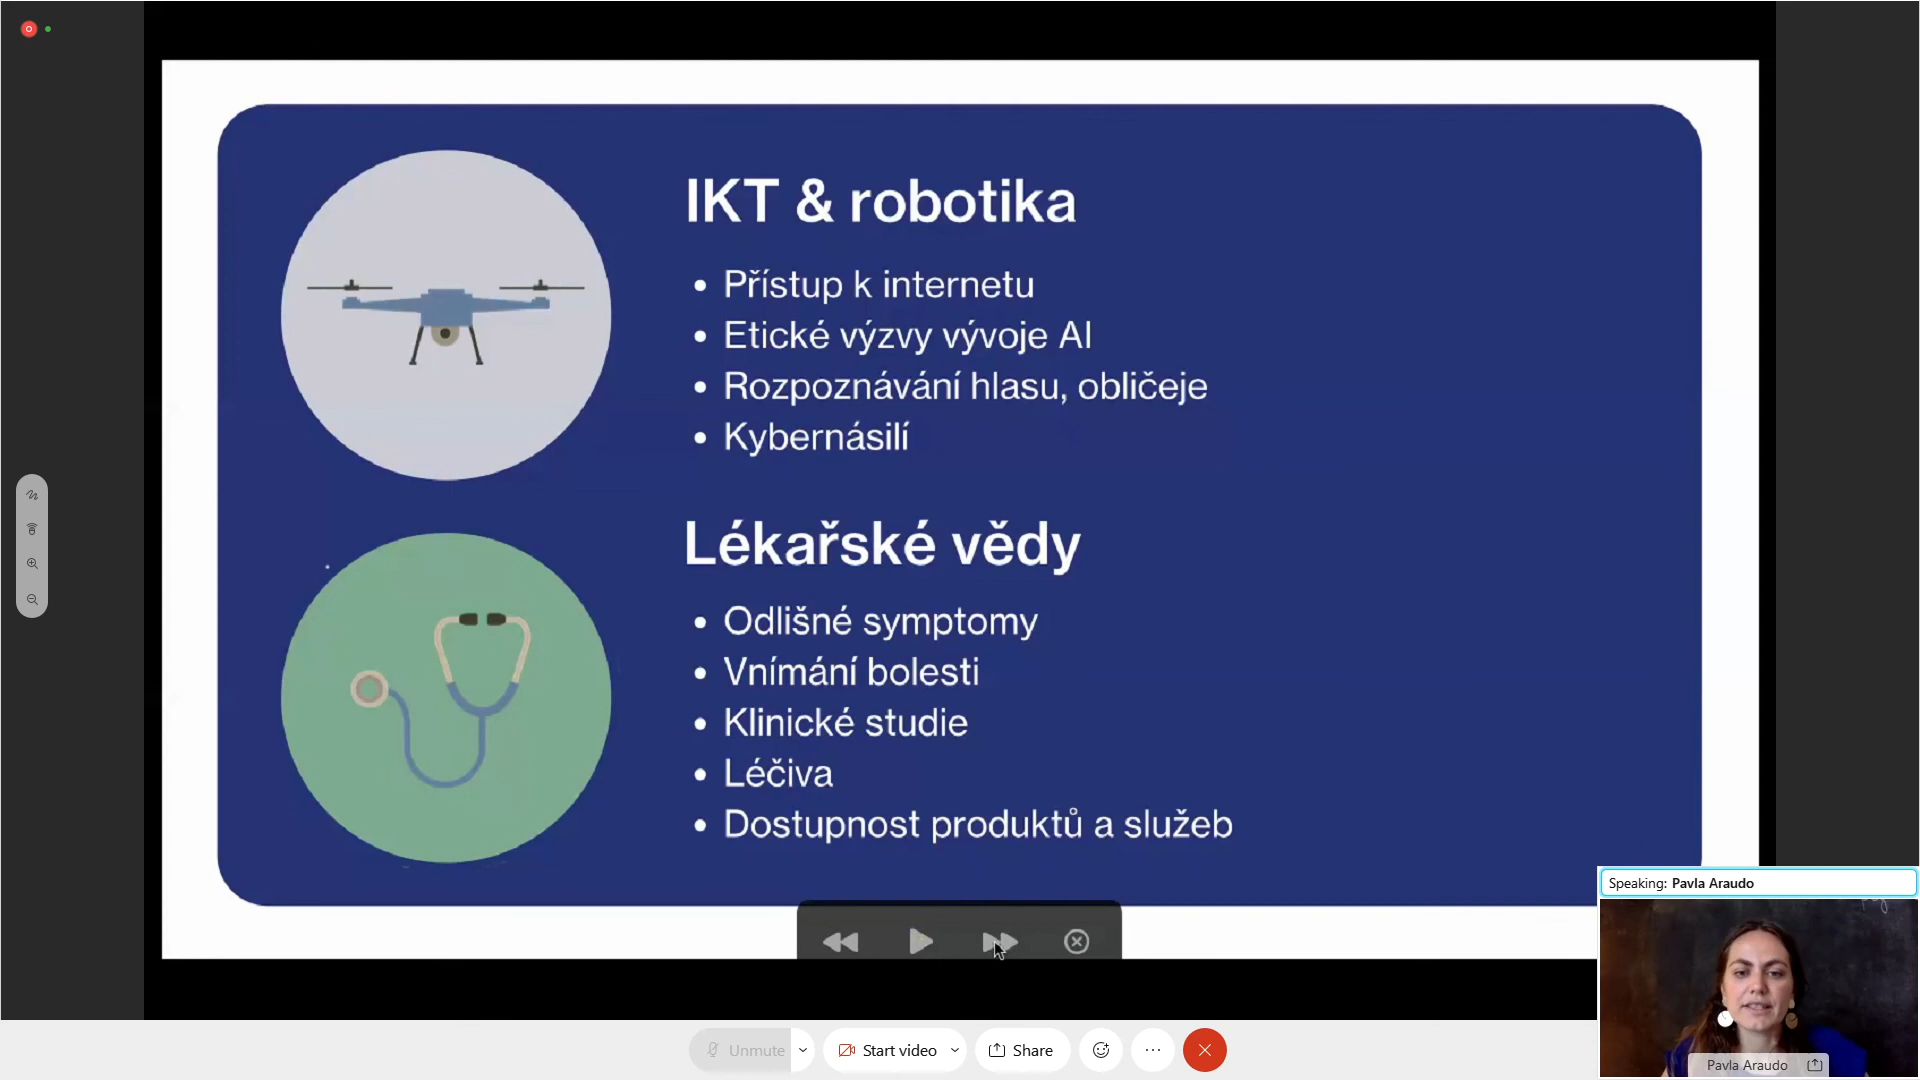 IKT & robotika
• Přístup k internetu
• Etické výzvy vývoje AI
• Rozpoznávání hlasu, obličeje
• Kybernásilí
Lékařské vědy
• Odlišné symptomy
• Vnímání bolesti
• Klinické studie
• Léčiva
• Dostupnost produktů a služeb
Speaking: Pavla Araudo
Pavla Araudo
Unmute
Start video
Share